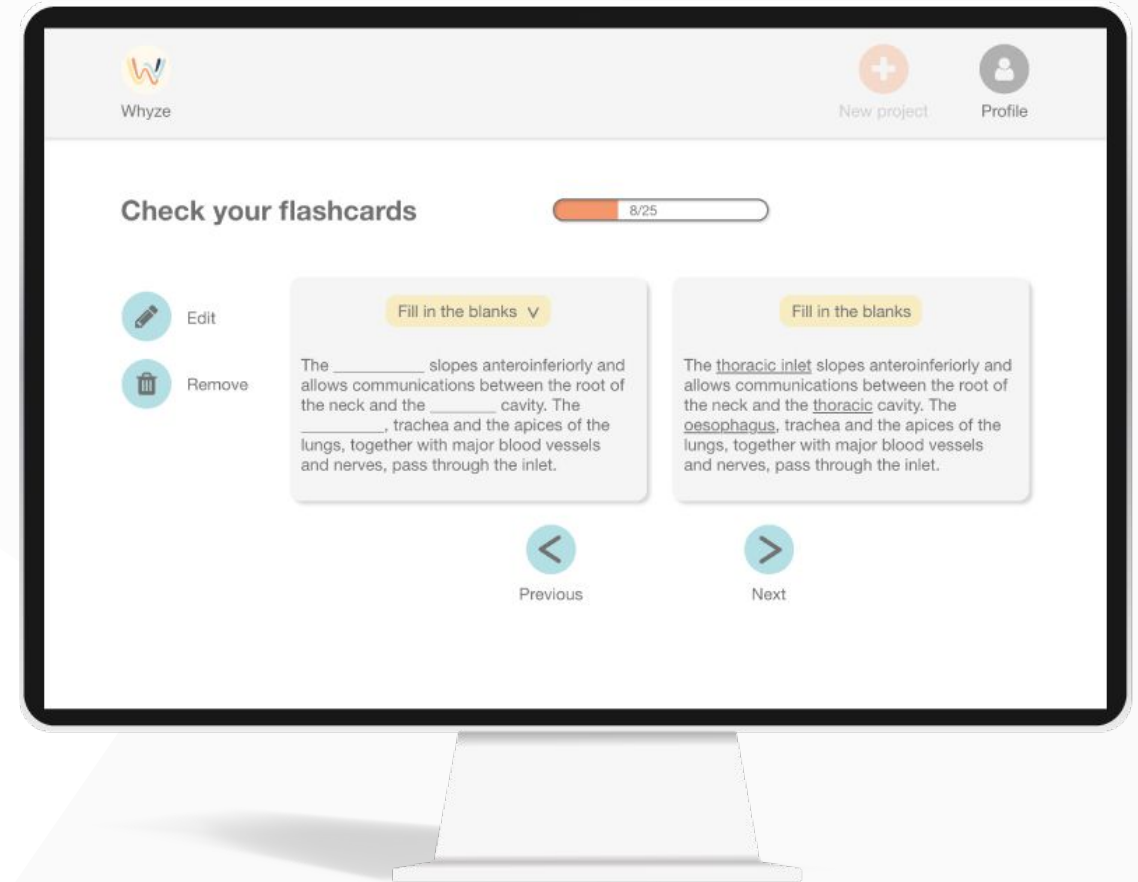 Whyze
New project
Profile
Check your flashcards
8/25
Edit
Remove
Fill in the blanks
The __________ slopes anteroinferiorly and
allows communications between the root of
the neck and the ________ cavity. The
__________, trachea and the apices of the
lungs, together with major blood vessels
and nerves, pass through the inlet.
Fill in the blanks
The thoracic inlet slopes anteroinferiorly and
allows communications between the root of
the neck and the thoracic cavity. The
oesophagus, trachea and the apices of the
lungs, together with major blood vessels
and nerves, pass through the inlet.
Previous
Next